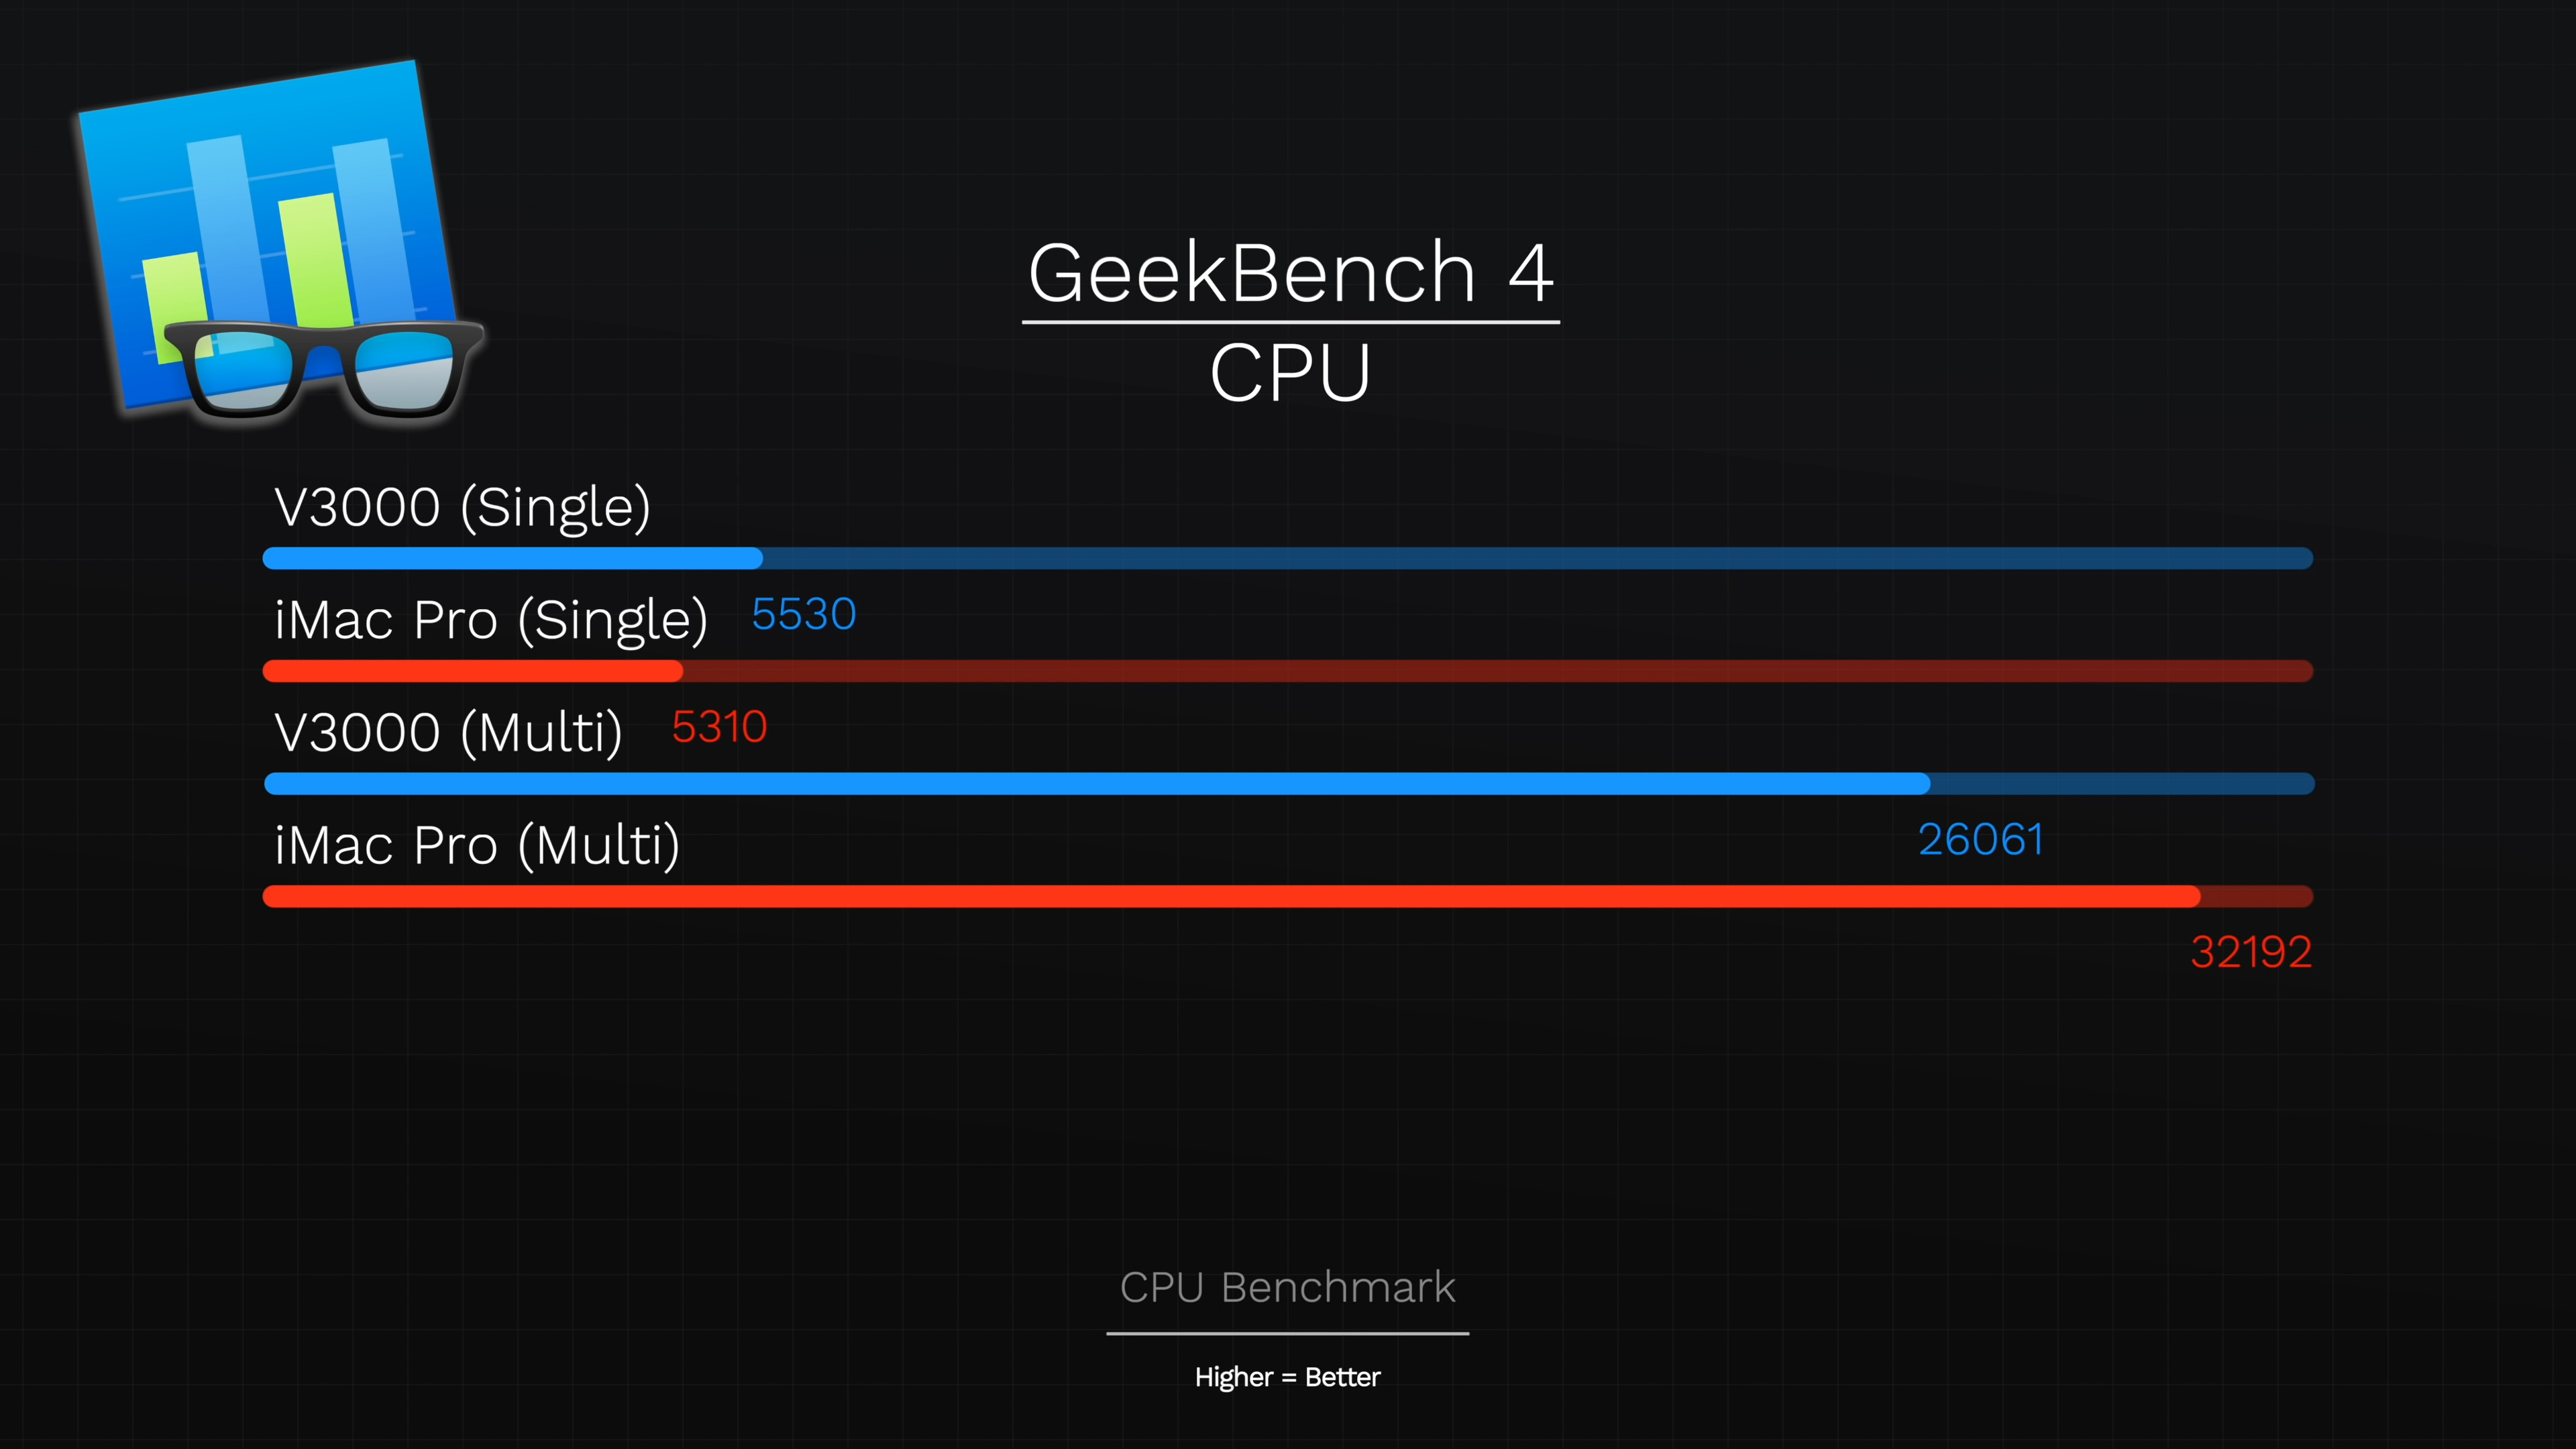 GeekBench 4
CPU
V3000 (Single)
5530
iMac Pro (Single)
5310
V3000 (Multi)
26061
iMac Pro (Multi)
32192
CPU Benchmark
Higher = Better